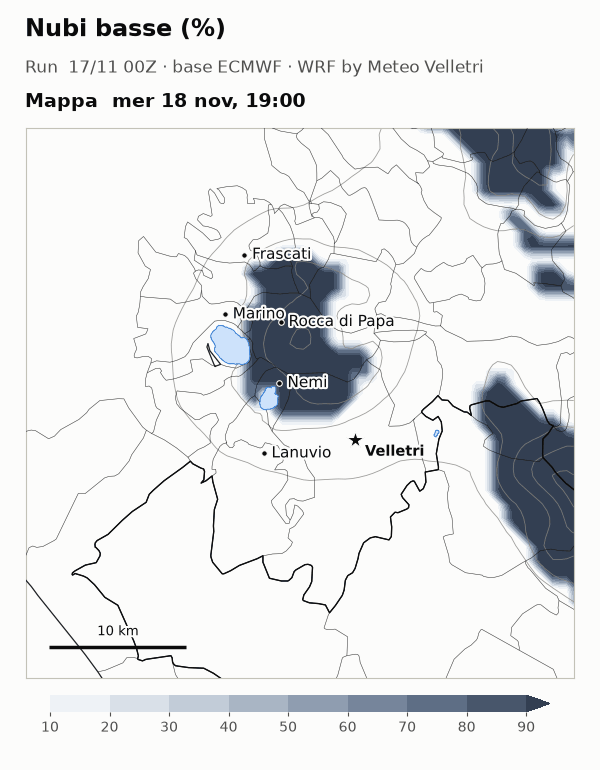 Nubi basse (%)
Run  17/11 00Z · base ECMWF · WRF by Meteo Velletri
Mappa  mer 18 nov, 19:00
Frascati
Marino
Rocca di Papa
Nemi
Velletri
Lanuvio
10 km
10 20 30 40 50 60 70 80 90